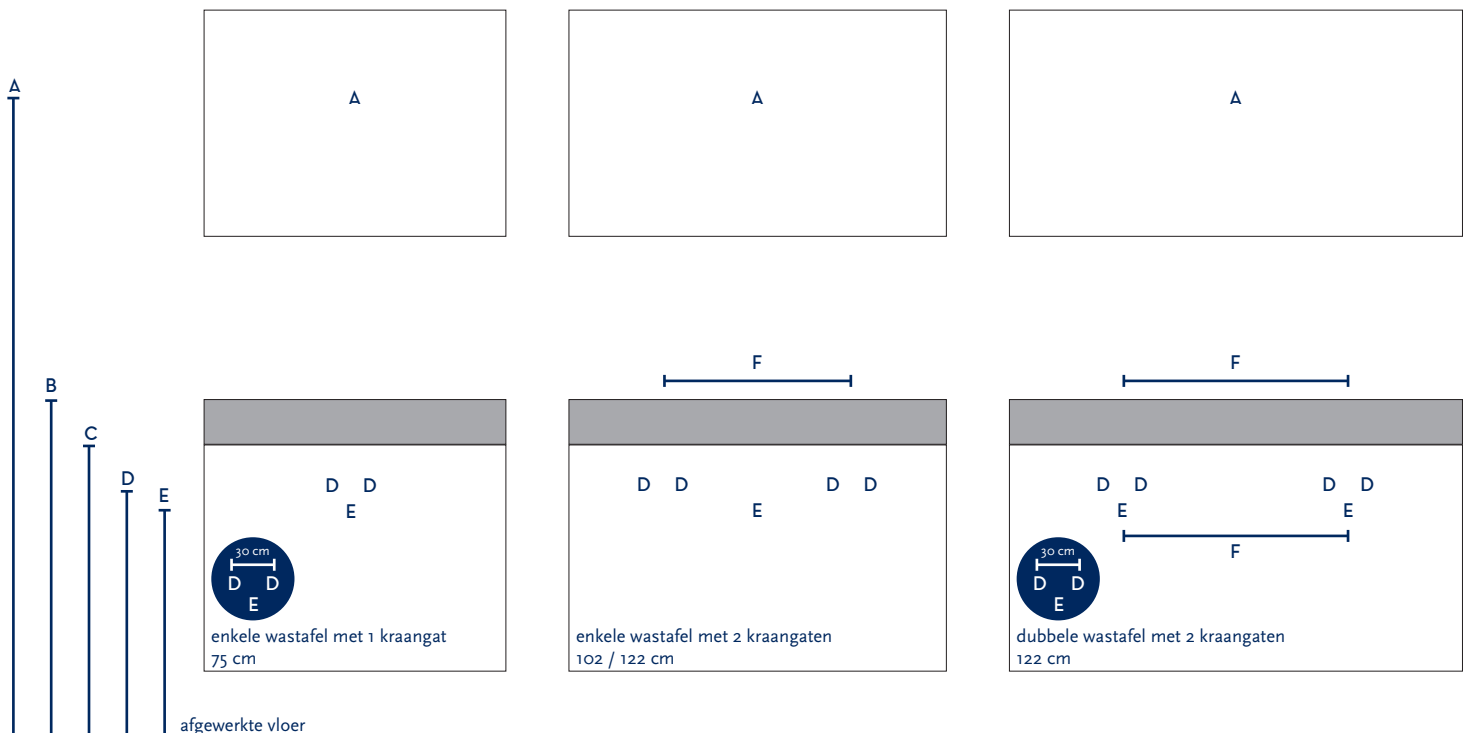 A
A
A
A
B
C
D
E
F
F
D D
E
D D
D D
E
D D
D D
E
E
F
30 cm
D D
E
30 cm
D D
E
enkele wastafel met 1 kraangat
75 cm
enkele wastafel met 2 kraangaten
102 / 122 cm
dubbele wastafel met 2 kraangaten
122 cm
afgewerkte vloer